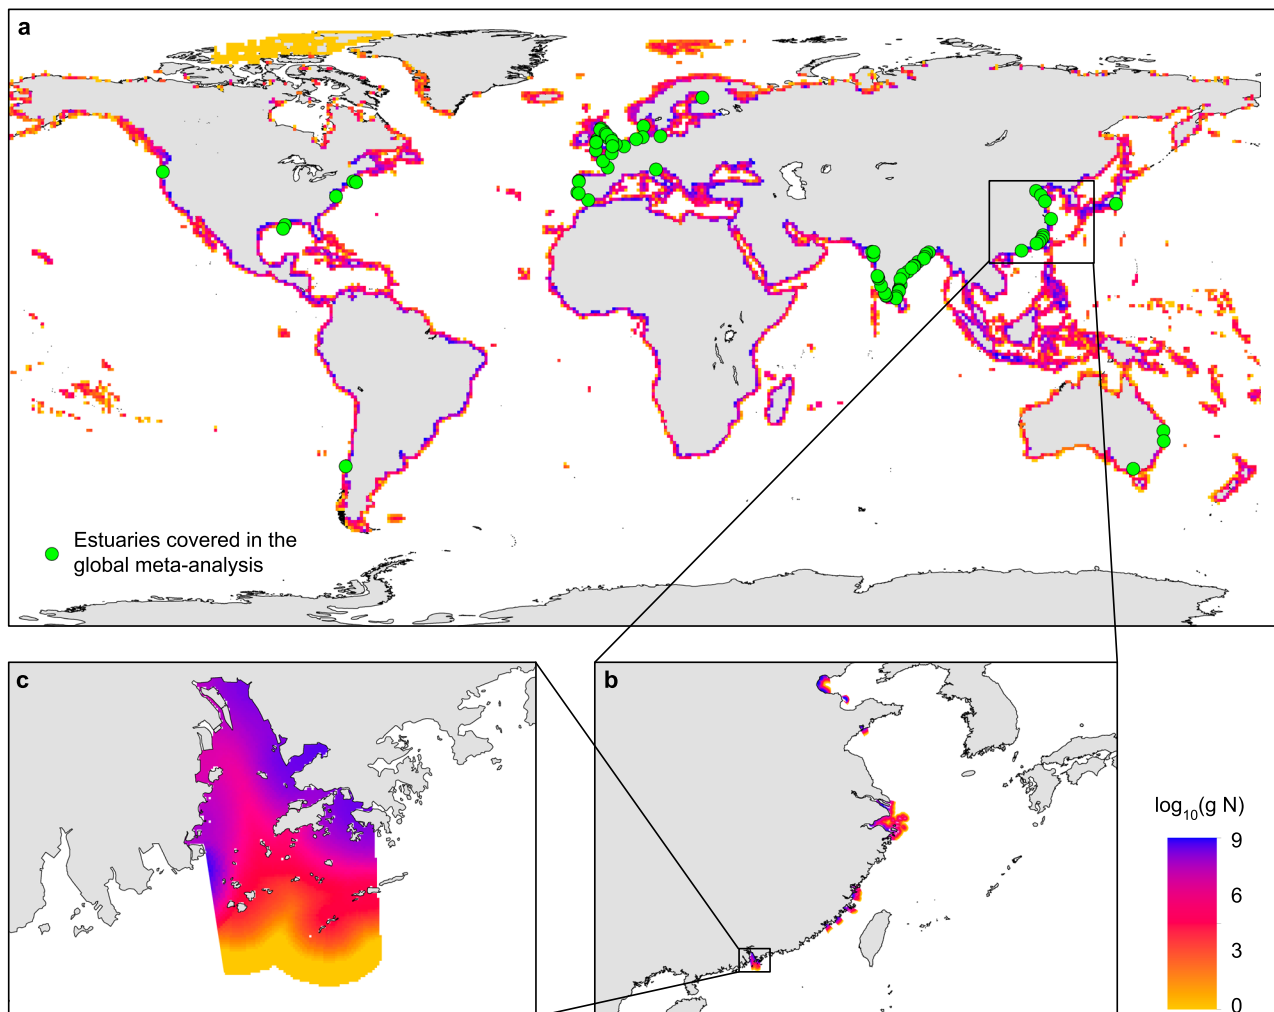 a
Estuaries covered in the
global meta-analysis
c
b
log10(g N)
9
6
3
0